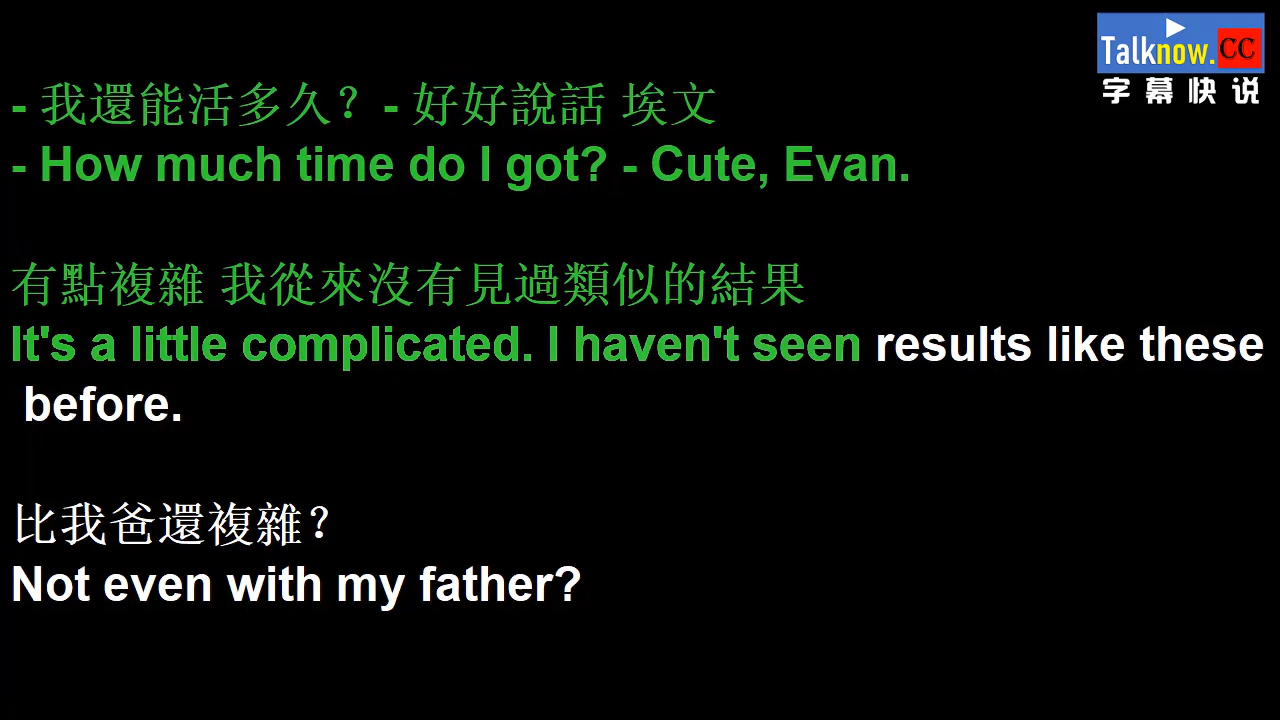 Talknow.CC
字幕快说
- 我還能活多久？- 好好說話 埃文
- How much time do I got? - Cute, Evan.
有點複雜 我從來沒有見過類似的結果
It's a little complicated. I haven't seen results like these
before.
比我爸還複雜？
Not even with my father?